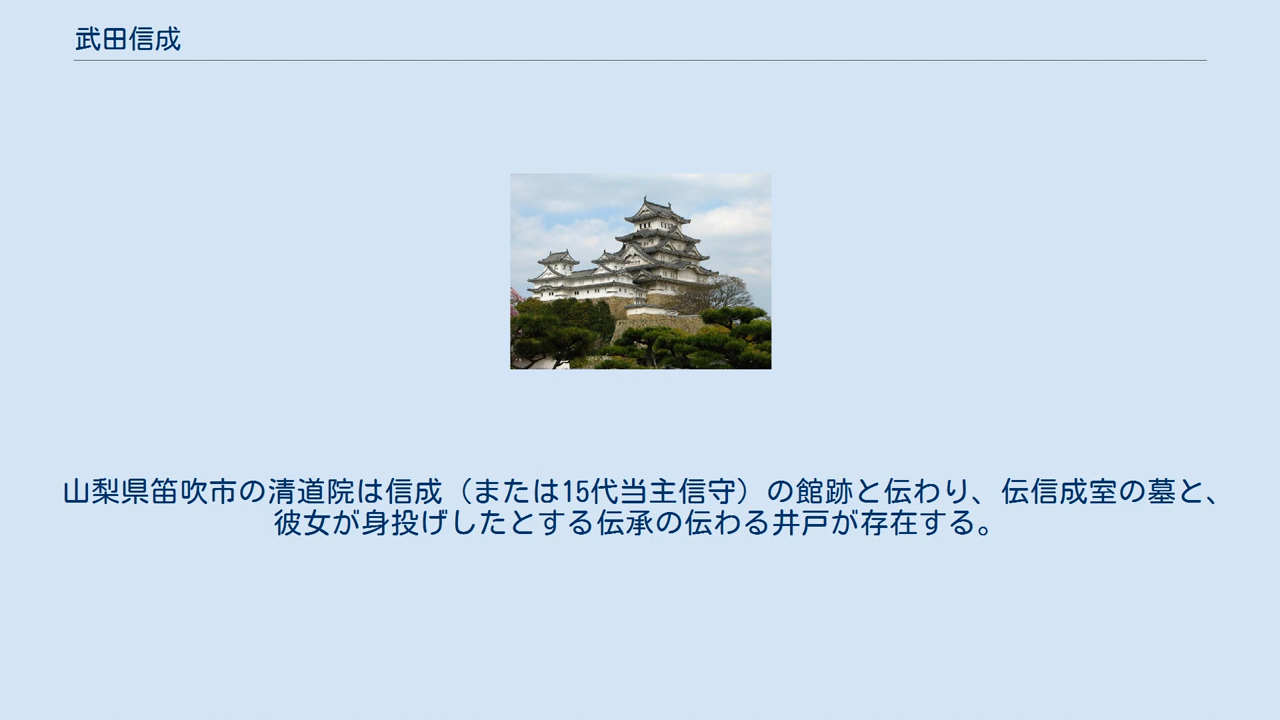 武田信成
山梨県笛吹市の清道院は信成（または15代当主信守）の館跡と伝わり、伝信成室の墓と、
彼女が身投げしたとする伝承の伝わる井戸が存在する。